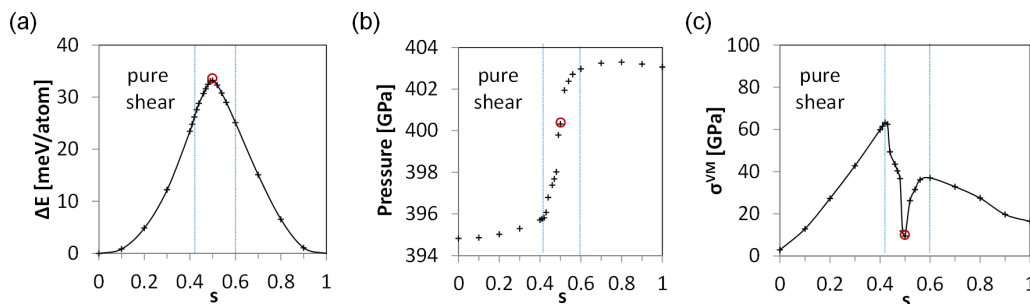 (a)
ΔE [meV/atom]
40
30
20
10
0
pure
shear
0 0.2 0.4 0.6 0.8 1
s
(b)
Pressure [GPa]
404
402
400
398
396
394
pure
shear
0 0.2 0.4 0.6 0.8 1
s
(c)
σVM [GPa]
100
80
60
40
20
0
pure
shear
0 0.2 0.4 0.6 0.8 1
s